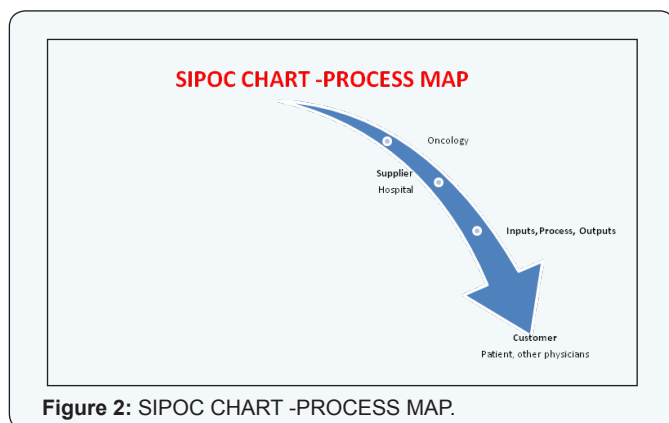 SIPOC CHART -PROCESS MAP
Oncology
Supplier
Hospital
Inputs,Process, Outputs
Customer
Patient, other physicians
Figure 2: SIPOC CHART -PROCESS MAP.